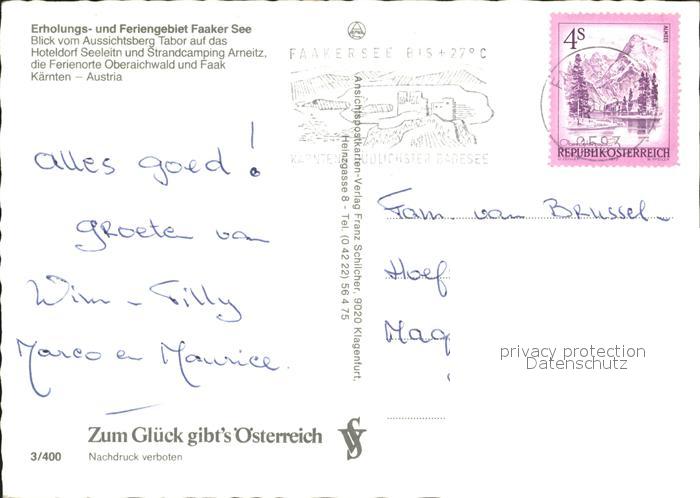 Erholungs- und Feriengebiet Faaker See
Blick vom Aussichtsberg Tabor auf das
Hoteldorf Seeleitn und Strandcamping Arneitz,
die Ferienorte Oberaichwald und Faak
Kärnten – Austria
FAAKERSEE BIS +27°C
KÄRNTENS SÜDLICHSTER BADESEE
4S
ALMSEE
REPUBLIK ÖSTERREICH
Ansichtspostkarten-Verlag Franz Schilcher, 9020 Klagenfurt,
Heinzgasse 8 - Tel. (0 42 22) 56 4 75
alles goed!
groeten van
Wim - Tilly
Marco en Maurice.
Fam. van Brussel
Hoef
Maq
privacy protection
Datenschutz
Zum Glück gibt's Österreich
3/400
Nachdruck verboten